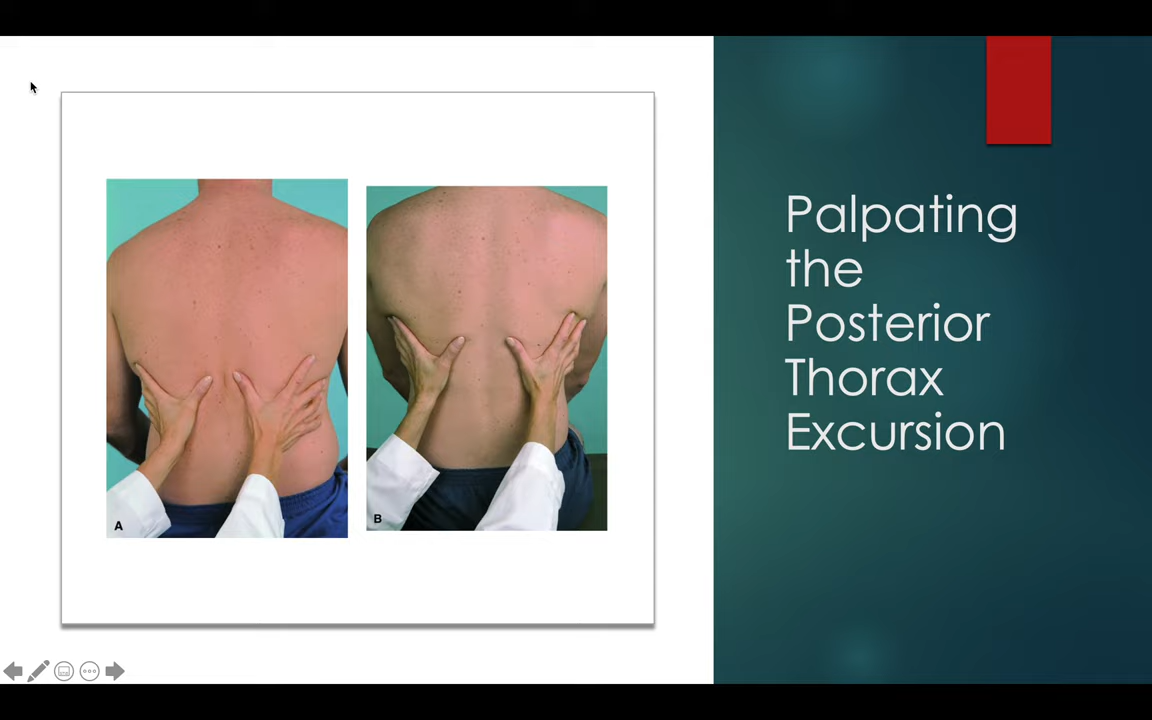 A
B
Palpating
the
Posterior
Thorax
Excursion